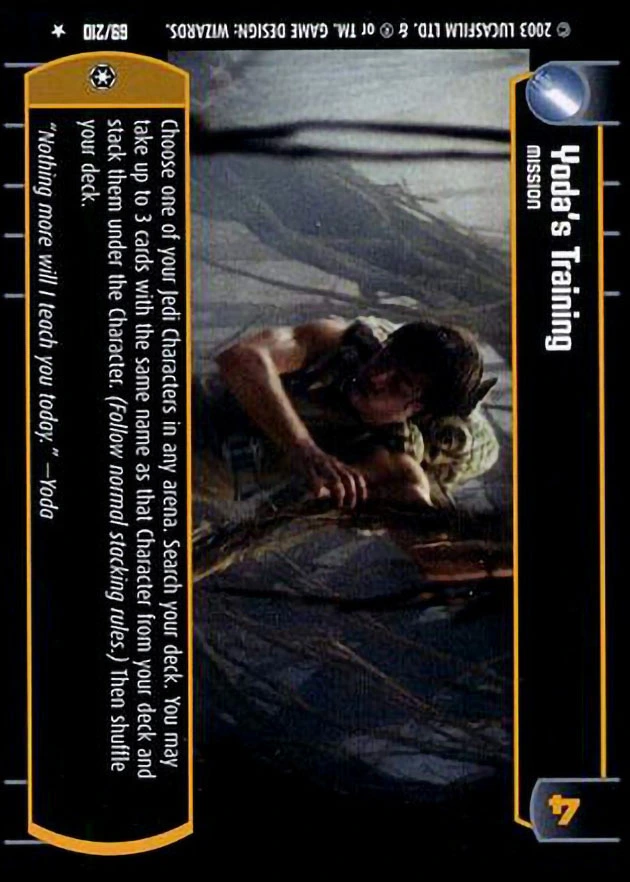 Yoda's Training
MISSION
4
Choose one of your Jedi Characters in any arena. Search your deck. You may
take up to 3 cards with the same name as that Character from your deck and
stack them under the Character. (Follow normal stacking rules.) Then shuffle
your deck.
"Nothing more will I teach you today." —Yoda
© 2003 LUCASFILM LTD. & ® or TM. GAME DESIGN: WIZARDS. 69/210 ★